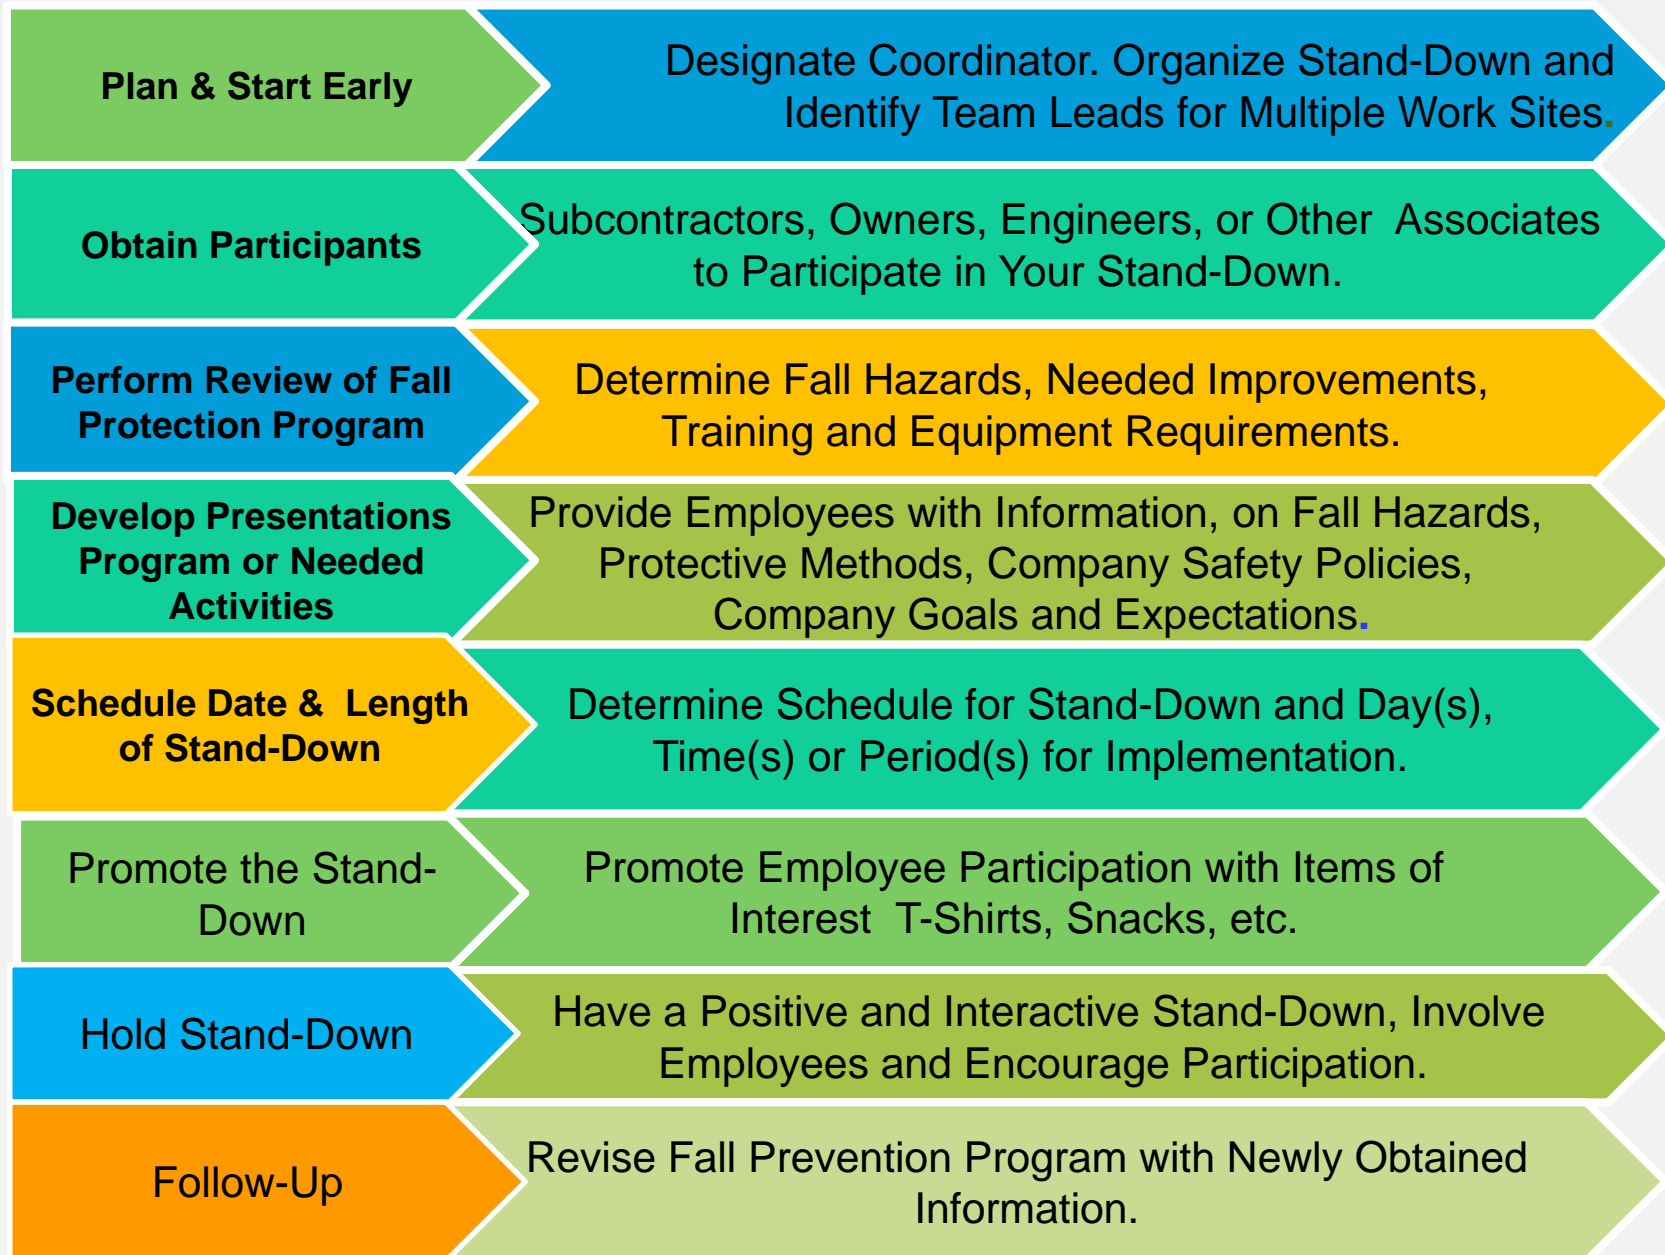 Plan & Start Early
Designate Coordinator. Organize Stand-Down and
Identify Team Leads for Multiple Work Sites.
Obtain Participants
Subcontractors, Owners, Engineers, or Other  Associates
to Participate in Your Stand-Down.
Perform Review of Fall
Protection Program
Determine Fall Hazards, Needed Improvements,
Training and Equipment Requirements.
Develop Presentations
Program or Needed
Activities
Provide Employees with Information, on Fall Hazards,
Protective Methods, Company Safety Policies,
Company Goals and Expectations.
Schedule Date &  Length
of Stand-Down
Determine Schedule for Stand-Down and Day(s),
Time(s) or Period(s) for Implementation.
Promote the Stand-
Down
Promote Employee Participation with Items of
Interest  T-Shirts, Snacks, etc.
Hold Stand-Down
Have a Positive and Interactive Stand-Down, Involve
Employees and Encourage Participation.
Follow-Up
Revise Fall Prevention Program with Newly Obtained
Information.